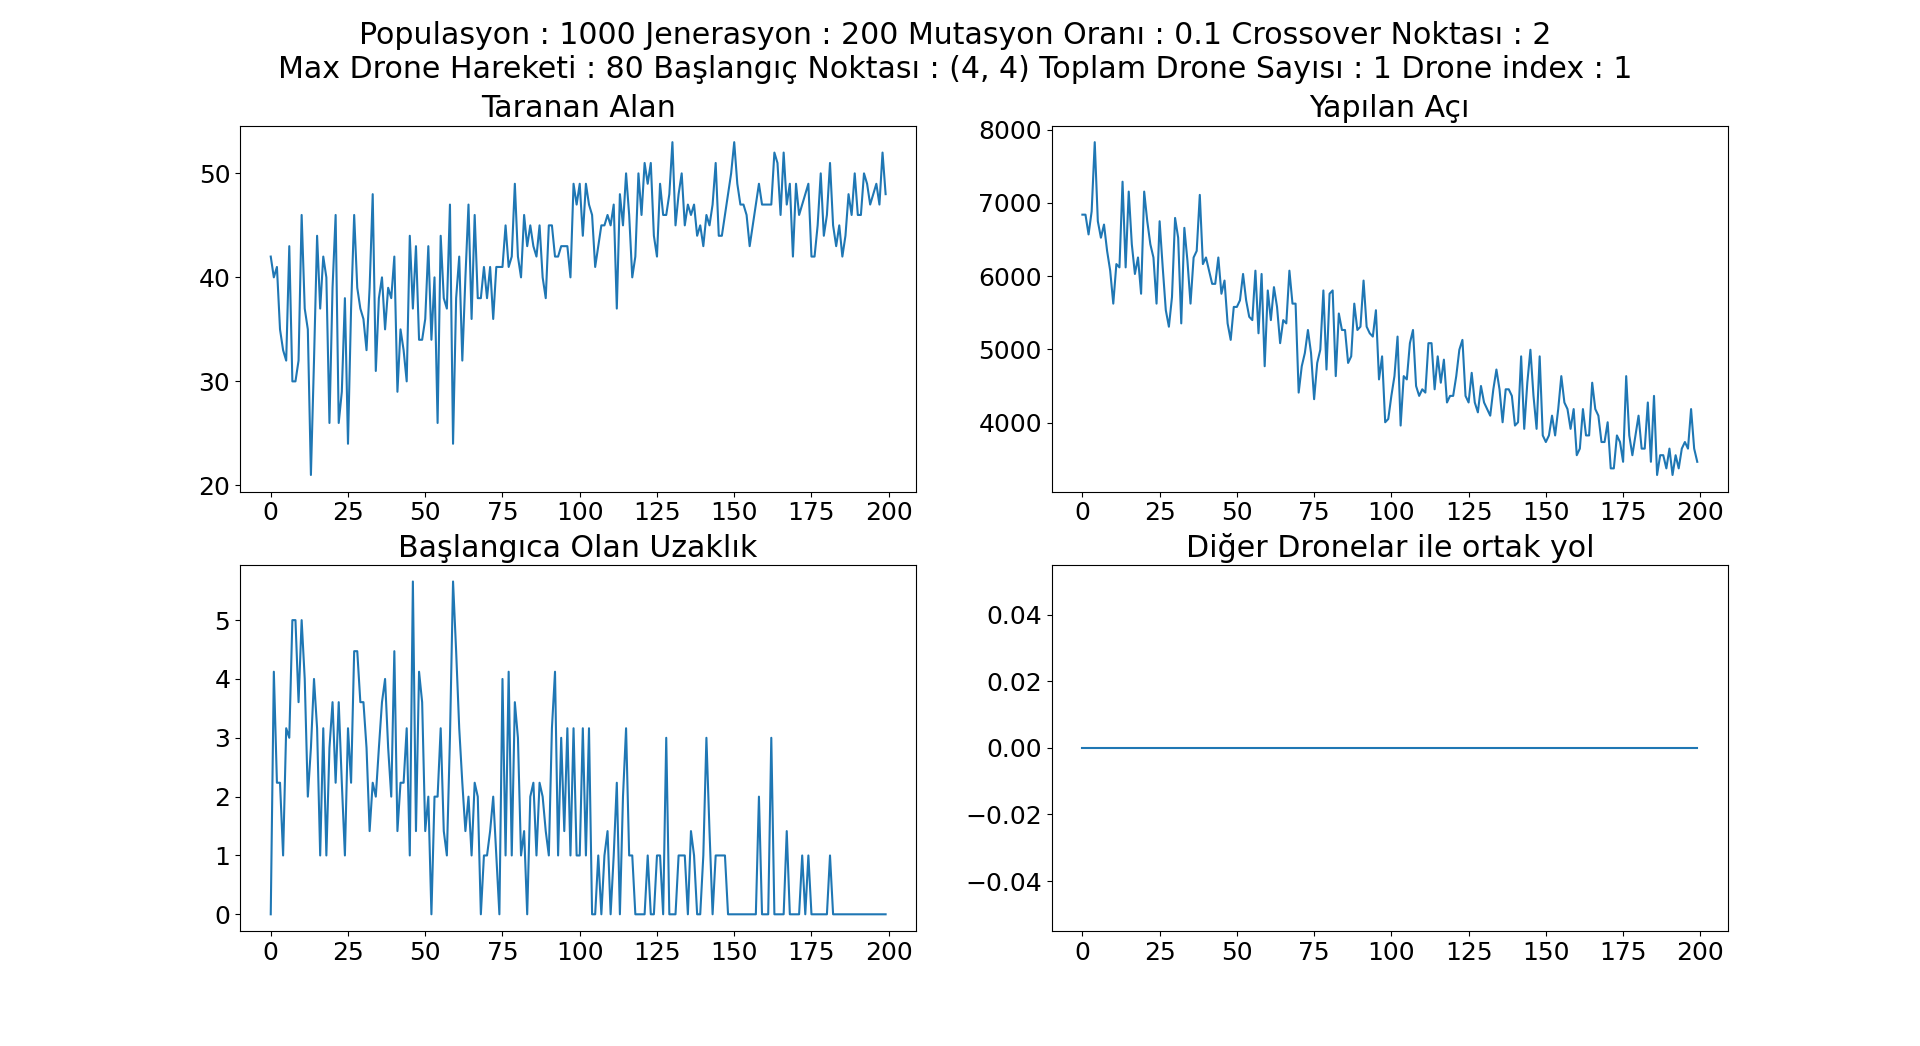 Populasyon : 1000 Jenerasyon : 200 Mutasyon Oranı : 0.1 Crossover Noktası : 2
Max Drone Hareketi : 80 Başlangıç Noktası : (4, 4) Toplam Drone Sayısı : 1 Drone index : 1
Taranan Alan
50
40
30
20
0 25 50 75 100 125 150 175 200
Yapılan Açı
8000
7000
6000
5000
4000
0 25 50 75 100 125 150 175 200
Başlangıca Olan Uzaklık
5
4
3
2
1
0
0 25 50 75 100 125 150 175 200
Diğer Dronelar ile ortak yol
0.04
0.02
0.00
−0.02
−0.04
0 25 50 75 100 125 150 175 200